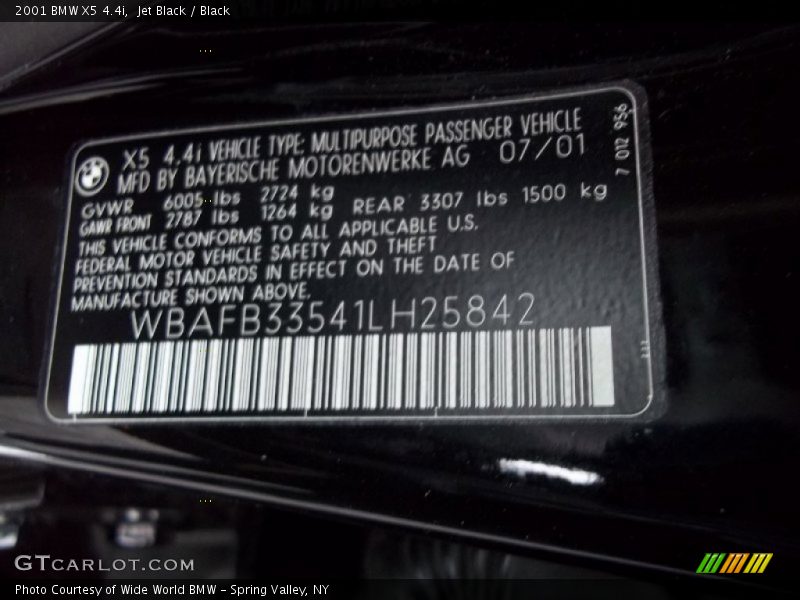 2001 BMW X5 4.4i, Jet Black / Black
X5 4.4i VEHICLE TYPE: MULTIPURPOSE PASSENGER VEHICLE
MFD BY BAYERISCHE MOTORENWERKE AG 07/01
GVWR 6005 lbs 2724 kg
GAWR FRONT 2787 lbs 1264 kg REAR 3307 lbs 1500 kg
THIS VEHICLE CONFORMS TO ALL APPLICABLE U.S.
FEDERAL MOTOR VEHICLE SAFETY AND THEFT
PREVENTION STANDARDS IN EFFECT ON THE DATE OF
MANUFACTURE SHOWN ABOVE.
WBAFB33541LH25842
7 012 956
GTCARLOT.COM
Photo Courtesy of Wide World BMW - Spring Valley, NY